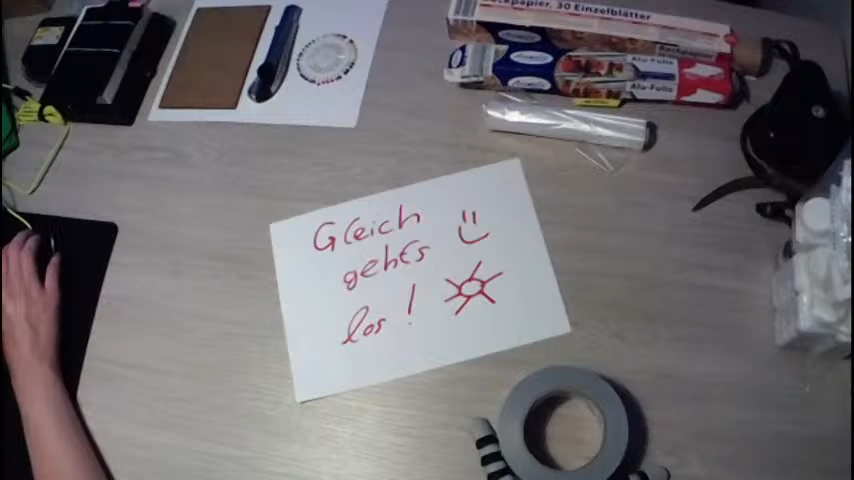 Backpapier, 30 Einzelblätter
Alu-Folie
Alu-Folie
Gleich
gehts
los!